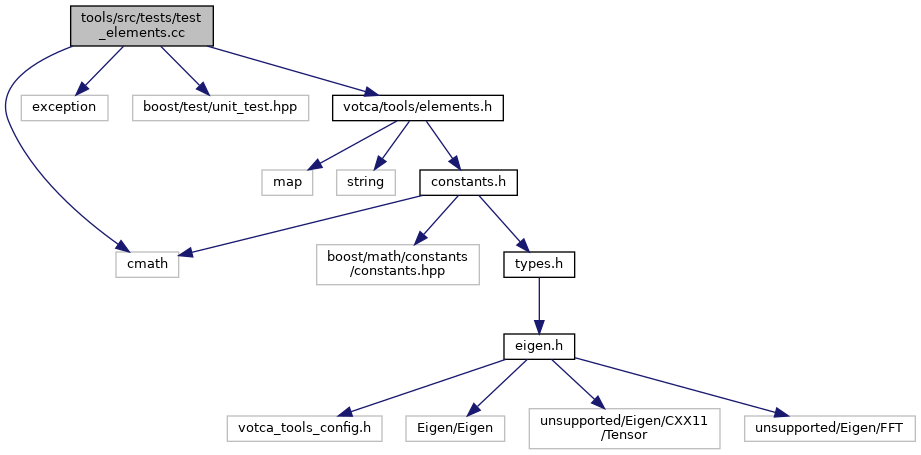 tools/src/tests/test
_elements.cc
exception
boost/test/unit_test.hpp
votca/tools/elements.h
map
string
constants.h
cmath
boost/math/constants
/constants.hpp
types.h
eigen.h
votca_tools_config.h
Eigen/Eigen
unsupported/Eigen/CXX11
/Tensor
unsupported/Eigen/FFT